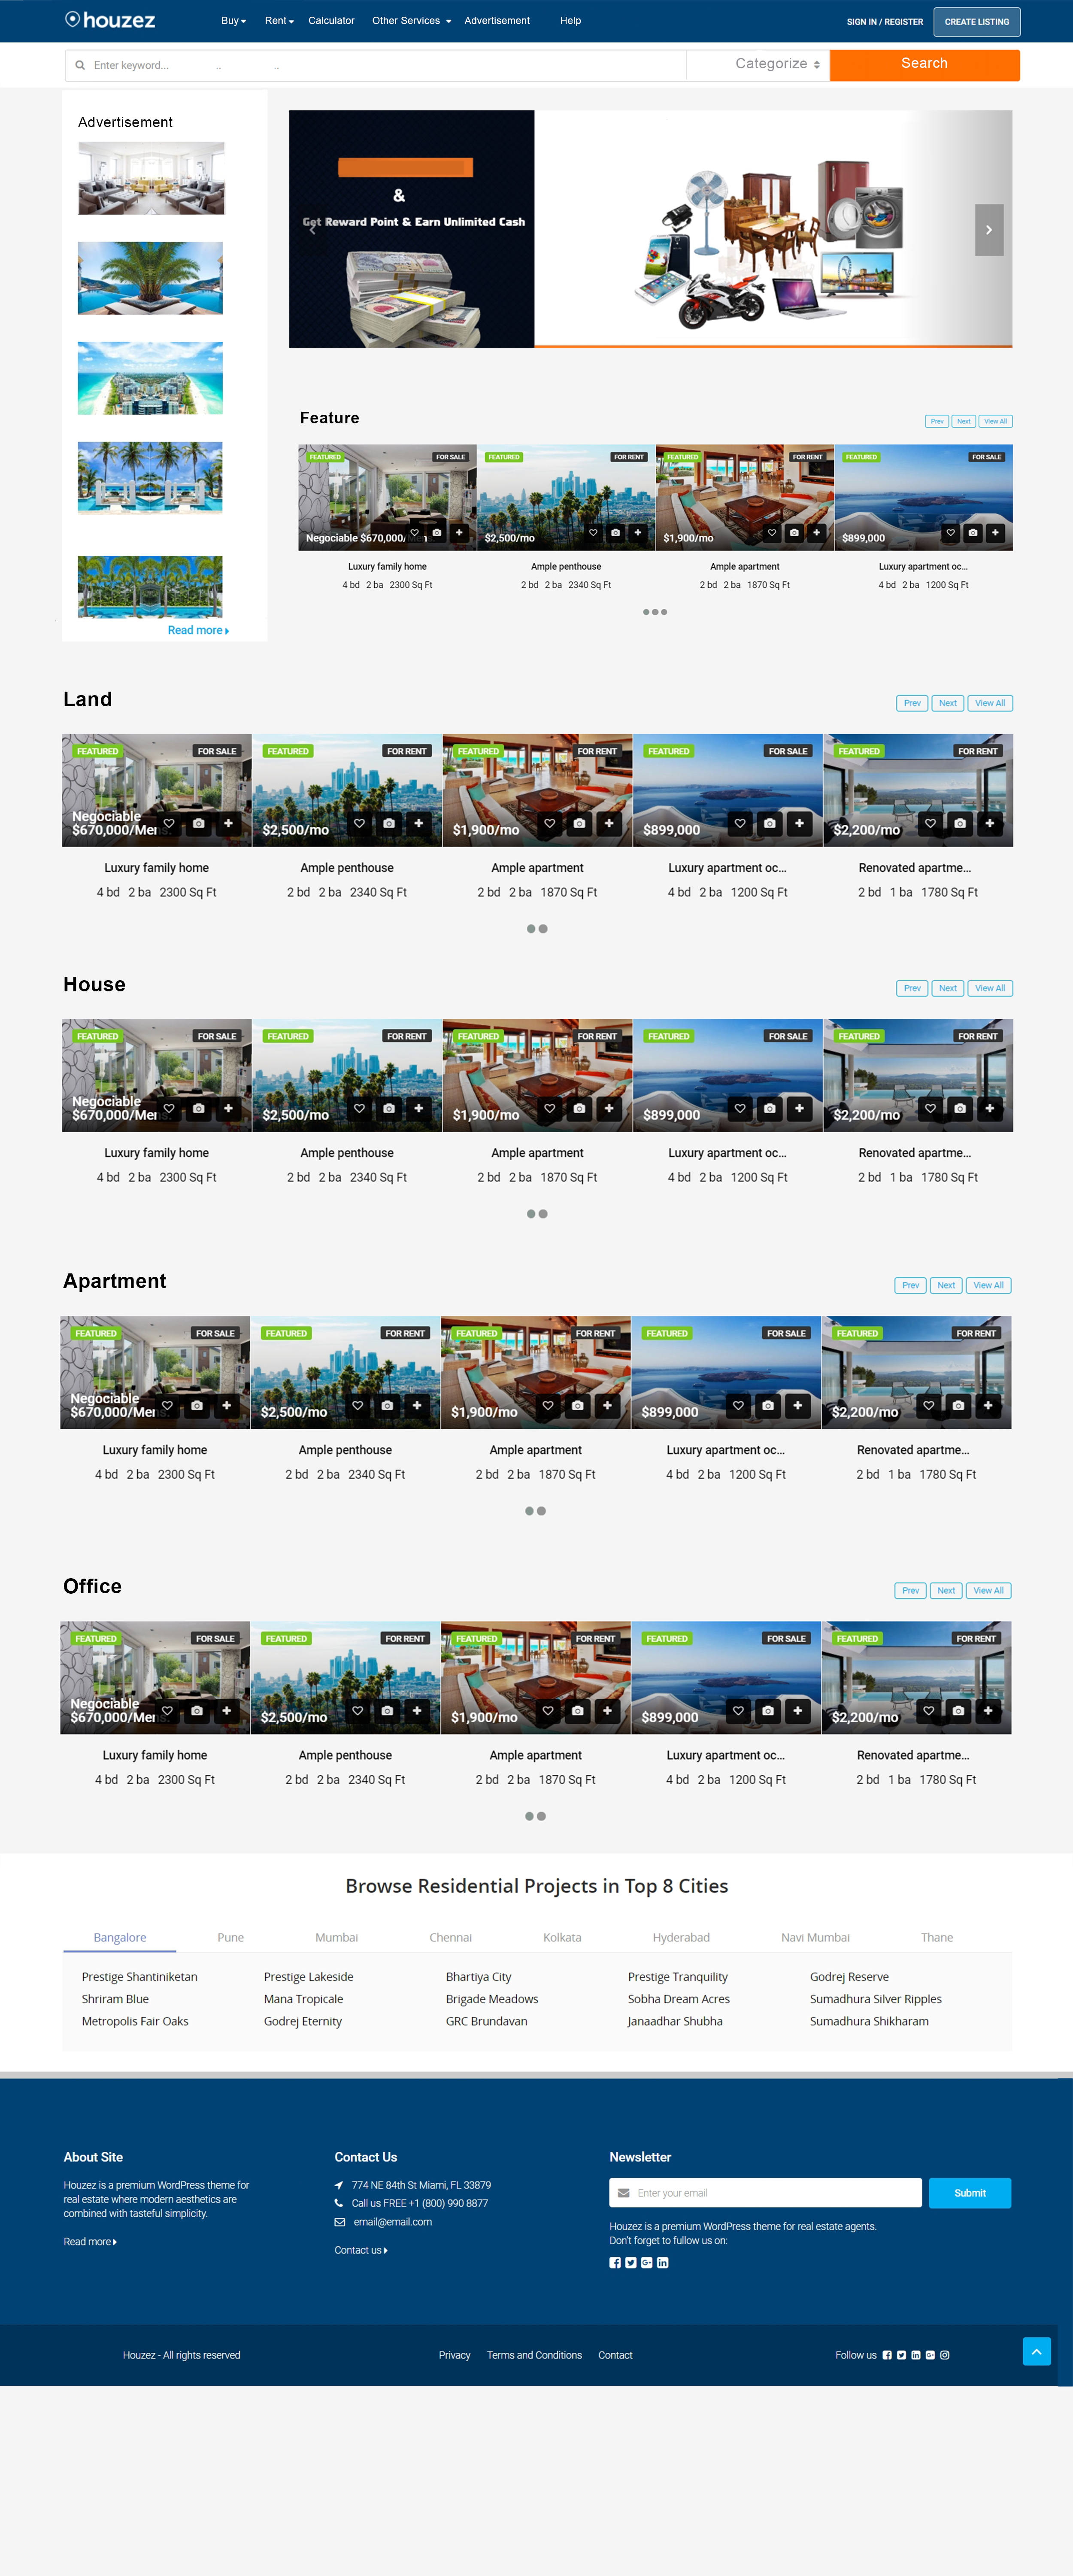 houzez
Buy Rent Calculator Other Services Advertisement Help
SIGN IN / REGISTER CREATE LISTING
Enter keyword... .. .. Categorize Search
Advertisement
Read more
&
Get Reward Point & Earn Unlimited Cash
Feature
Prev Next View All
FEATURED FOR SALE FEATURED FOR RENT FEATURED FOR RENT FEATURED FOR SALE
Negociable $670,000/ $2,500/mo $1,900/mo $899,000
Luxury family home Ample penthouse Ample apartment Luxury apartment oc...
4 bd 2 ba 2300 Sq Ft 2 bd 2 ba 2340 Sq Ft 2 bd 2 ba 1870 Sq Ft 4 bd 2 ba 1200 Sq Ft
Land
Prev Next View All
FEATURED FOR SALE FEATURED FOR RENT FEATURED FOR RENT FEATURED FOR SALE FEATURED FOR RENT
Negociable
$670,000/Mens. $2,500/mo $1,900/mo $899,000 $2,200/mo
Luxury family home Ample penthouse Ample apartment Luxury apartment oc... Renovated apartme...
4 bd 2 ba 2300 Sq Ft 2 bd 2 ba 2340 Sq Ft 2 bd 2 ba 1870 Sq Ft 4 bd 2 ba 1200 Sq Ft 2 bd 1 ba 1780 Sq Ft
House
Prev Next View All
FEATURED FOR SALE FEATURED FOR RENT FEATURED FOR RENT FEATURED FOR SALE FEATURED FOR RENT
Negociable
$670,000/Mens. $2,500/mo $1,900/mo $899,000 $2,200/mo
Luxury family home Ample penthouse Ample apartment Luxury apartment oc... Renovated apartme...
4 bd 2 ba 2300 Sq Ft 2 bd 2 ba 2340 Sq Ft 2 bd 2 ba 1870 Sq Ft 4 bd 2 ba 1200 Sq Ft 2 bd 1 ba 1780 Sq Ft
Apartment
Prev Next View All
FEATURED FOR SALE FEATURED FOR RENT FEATURED FOR RENT FEATURED FOR SALE FEATURED FOR RENT
Negociable
$670,000/Mens. $2,500/mo $1,900/mo $899,000 $2,200/mo
Luxury family home Ample penthouse Ample apartment Luxury apartment oc... Renovated apartme...
4 bd 2 ba 2300 Sq Ft 2 bd 2 ba 2340 Sq Ft 2 bd 2 ba 1870 Sq Ft 4 bd 2 ba 1200 Sq Ft 2 bd 1 ba 1780 Sq Ft
Office
Prev Next View All
FEATURED FOR SALE FEATURED FOR RENT FEATURED FOR RENT FEATURED FOR SALE FEATURED FOR RENT
Negociable
$670,000/Mens. $2,500/mo $1,900/mo $899,000 $2,200/mo
Luxury family home Ample penthouse Ample apartment Luxury apartment oc... Renovated apartme...
4 bd 2 ba 2300 Sq Ft 2 bd 2 ba 2340 Sq Ft 2 bd 2 ba 1870 Sq Ft 4 bd 2 ba 1200 Sq Ft 2 bd 1 ba 1780 Sq Ft
Browse Residential Projects in Top 8 Cities
Bangalore Pune Mumbai Chennai Kolkata Hyderabad Navi Mumbai Thane
Prestige Shantiniketan Prestige Lakeside Bhartiya City Prestige Tranquility Godrej Reserve
Shriram Blue Mana Tropicale Brigade Meadows Sobha Dream Acres Sumadhura Silver Ripples
Metropolis Fair Oaks Godrej Eternity GRC Brundavan Janaadhar Shubha Sumadhura Shikharam
About Site
Houzez is a premium WordPress theme for
real estate where modern aesthetics are
combined with tasteful simplicity.
Read more
Contact Us
774 NE 84th St Miami, FL 33879
Call us FREE +1 (800) 990 8877
email@email.com
Contact us
Newsletter
Enter your email Submit
Houzez is a premium WordPress theme for real estate agents.
Don't forget to fullow us on:
Houzez - All rights reserved Privacy Terms and Conditions Contact Follow us